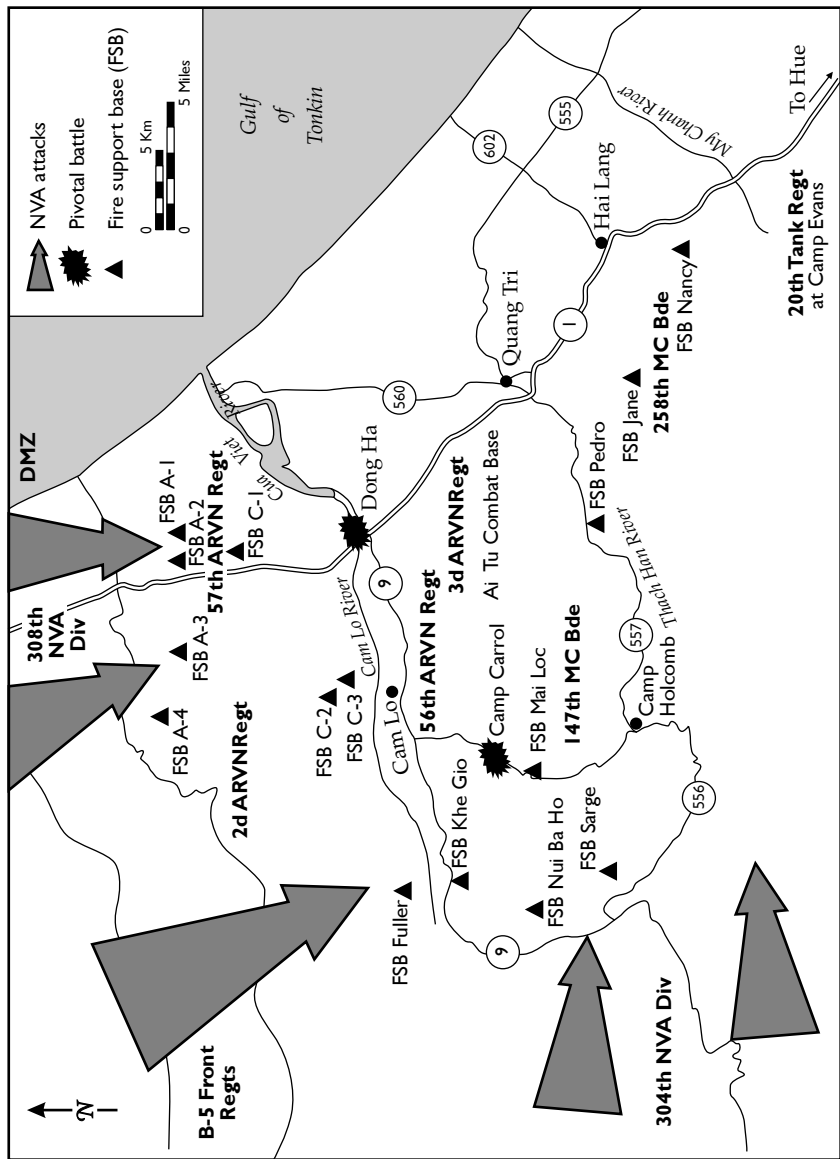 NVA attacks
Pivotal battle
Fire support base (FSB)
0 5 Km
0 5 Miles
N
DMZ
Gulf
of
Tonkin
308th
NVA
Div
B-5 Front
Regts
FSB A-1
FSB A-2
57th ARVN Regt
FSB C-1
FSB A-3
FSB A-4
2d ARVNRegt
Cua Viet River
Dong Ha
560
Cam Lo River
FSB C-2
FSB C-3
Cam Lo
9
56th ARVN Regt
3d ARVNRegt
Ai Tu Combat Base
Quang Tri
602
555
My Chanh River
Hai Lang
1
FSB Fuller
FSB Khe Gio
Camp Carrol
FSB Mai Loc
147th MC Bde
9
FSB Nui Ba Ho
FSB Sarge
Camp
Holcomb
557
Thach Han River
556
FSB Pedro
FSB Jane
258th MC Bde
FSB Nancy
20th Tank Regt
at Camp Evans
To Hue
304th NVA Div